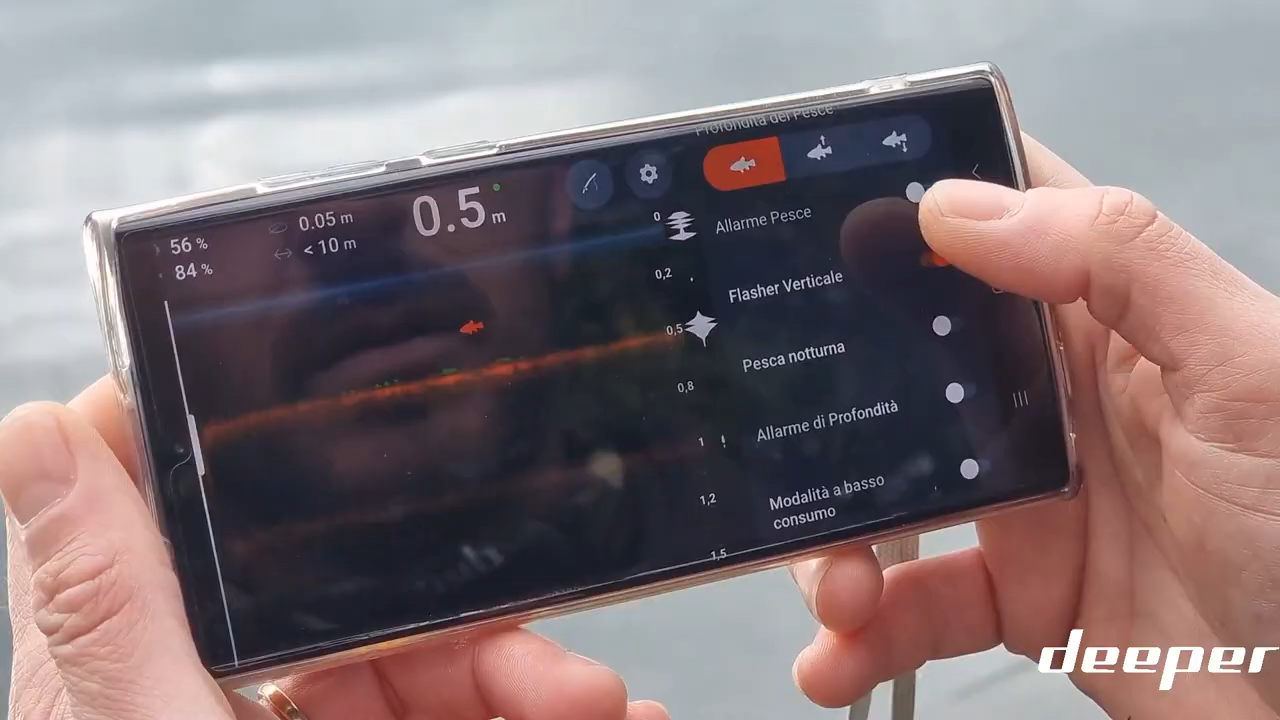 Profondità del Pesce
56 %
84 %
0.05 m
< 10 m
0.5 m
0
0,2
0,5
0,8
1
1,2
1,5
Allarme Pesce
Flasher Verticale
Pesca notturna
Allarme di Profondità
Modalità a basso
consumo
deeper